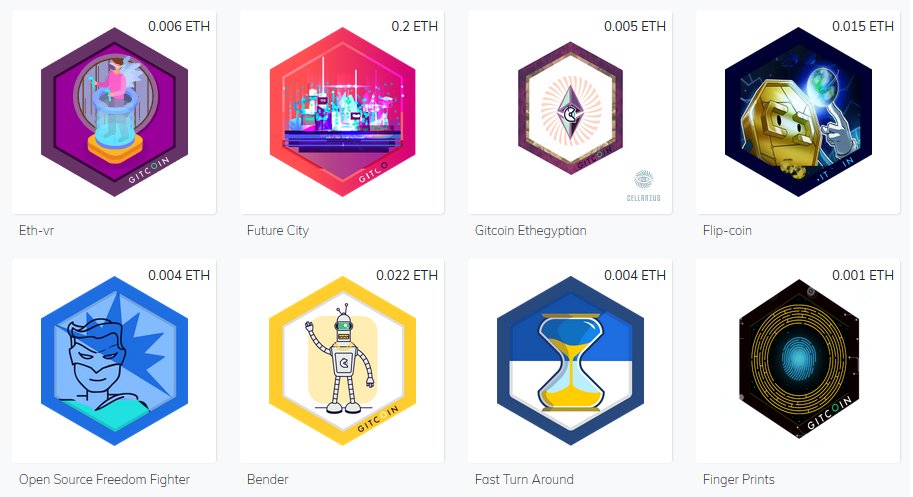 0.006 ETH
0.2 ETH
0.005 ETH
0.015 ETH
GITCOIN
GITCO
GITCOIN
CELLARIUS
IT IN
Eth-vr
Future City
Gitcoin Ethegyptian
Flip-coin
0.004 ETH
0.022 ETH
0.004 ETH
0.001 ETH
GITCOIN
GITCOIN
Open Source Freedom Fighter
Bender
Fast Turn Around
Finger Prints